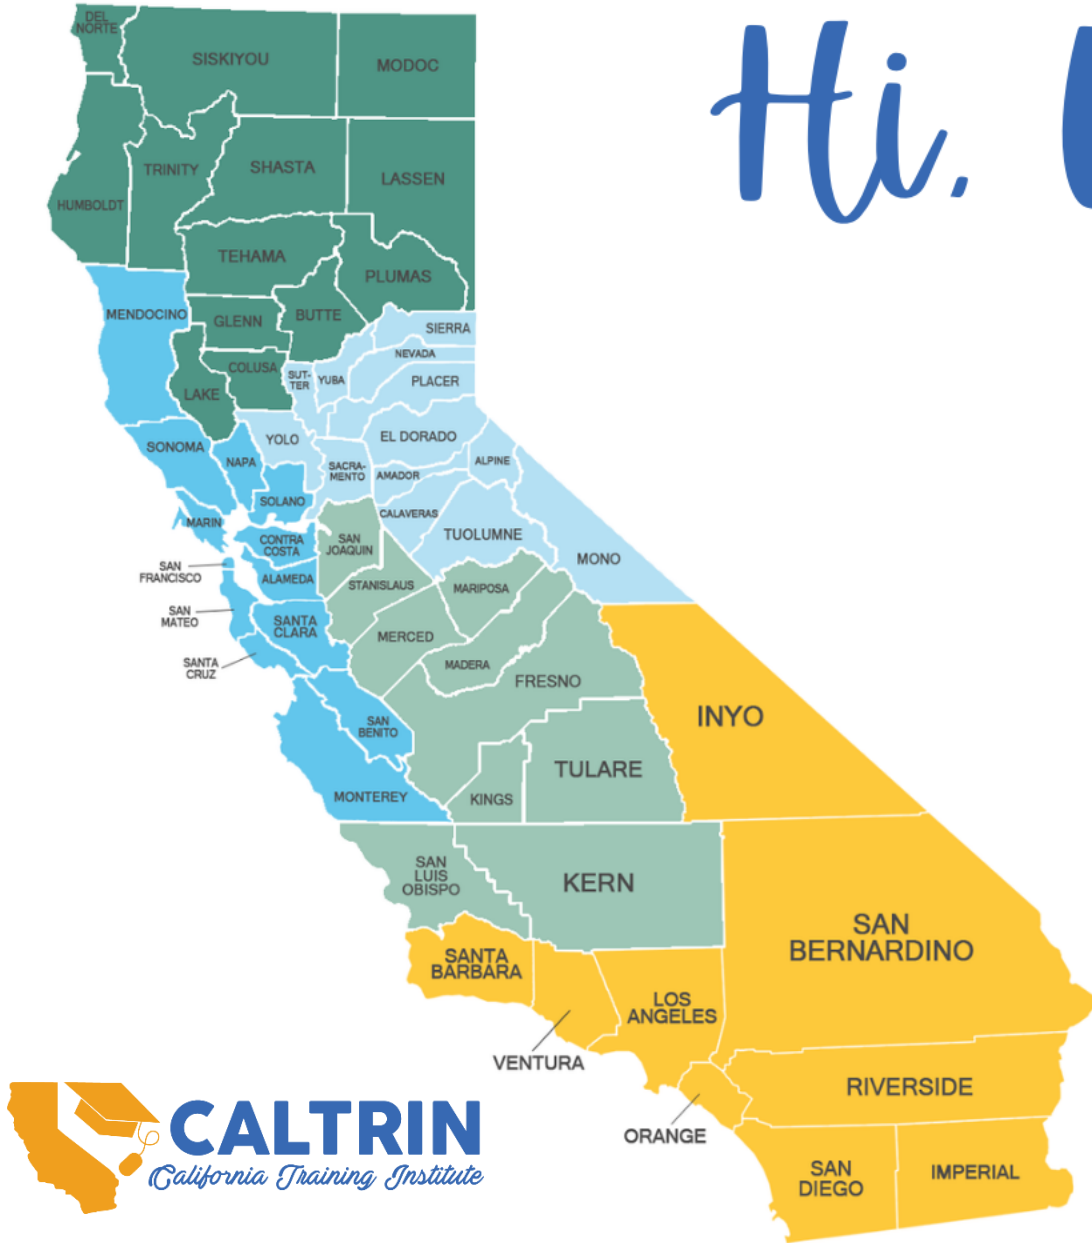 Hi,
DEL
NORTE
SISKIYOU
MODOC
HUMBOLDT
TRINITY
SHASTA
LASSEN
TEHAMA
PLUMAS
MENDOCINO
GLENN
BUTTE
SIERRA
NEVADA
COLUSA
SUT-
TER
YUBA
PLACER
LAKE
SONOMA
NAPA
YOLO
EL DORADO
SACRA-
MENTO
AMADOR
ALPINE
SOLANO
MARIN
CALAVERAS
TUOLUMNE
MONO
CONTRA
COSTA
SAN
JOAQUIN
SAN
FRANCISCO
ALAMEDA
STANISLAUS
MARIPOSA
SAN
MATEO
SANTA
CLARA
MERCED
SANTA
CRUZ
MADERA
FRESNO
SAN
BENITO
INYO
MONTEREY
KINGS
TULARE
SAN
LUIS
OBISPO
KERN
SAN
BERNARDINO
SANTA
BARBARA
LOS
ANGELES
VENTURA
RIVERSIDE
ORANGE
SAN
DIEGO
IMPERIAL
CALTRIN
California Training Institute